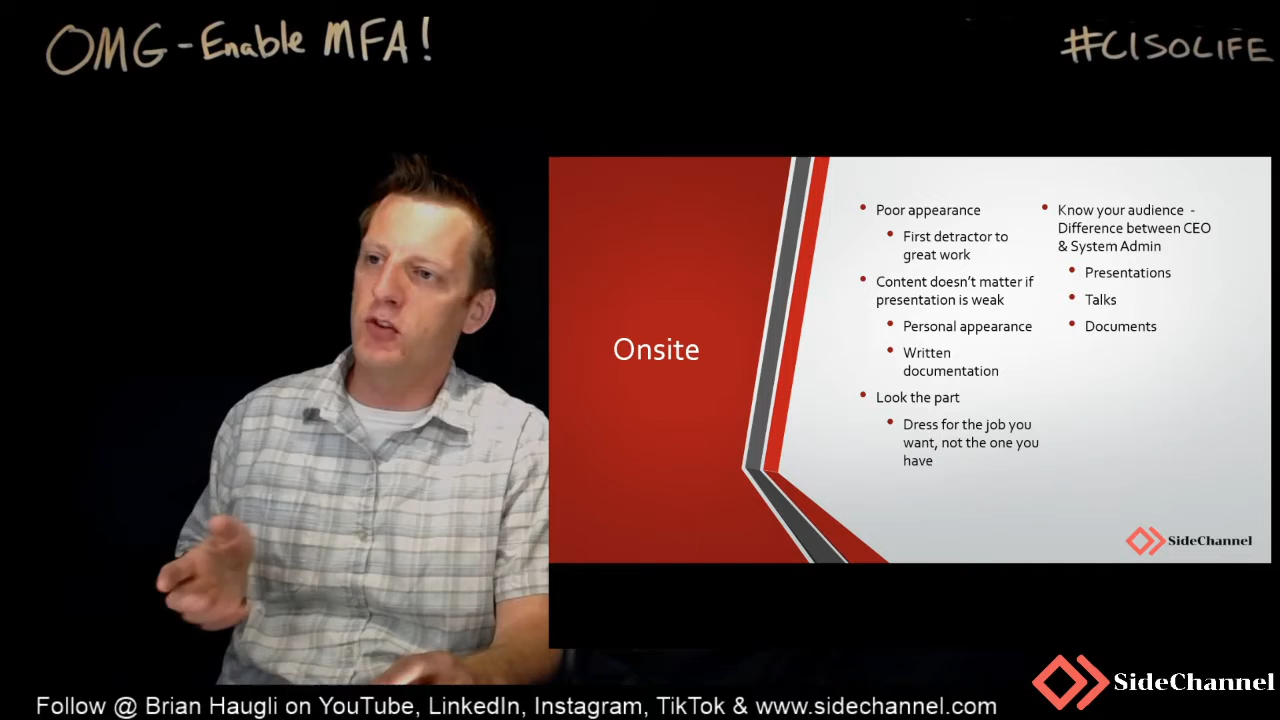 OMG - Enable MFA!
#CISOLIFE
Onsite
Poor appearance
First detractor to
great work
Content doesn't matter if
presentation is weak
Personal appearance
Written
documentation
Look the part
Dress for the job you
want, not the one you
have
Know your audience -
Difference between CEO
& System Admin
Presentations
Talks
Documents
SideChannel
SideChannel
Follow @ Brian Haugli on YouTube, LinkedIn, Instagram, TikTok & www.sidechannel.com